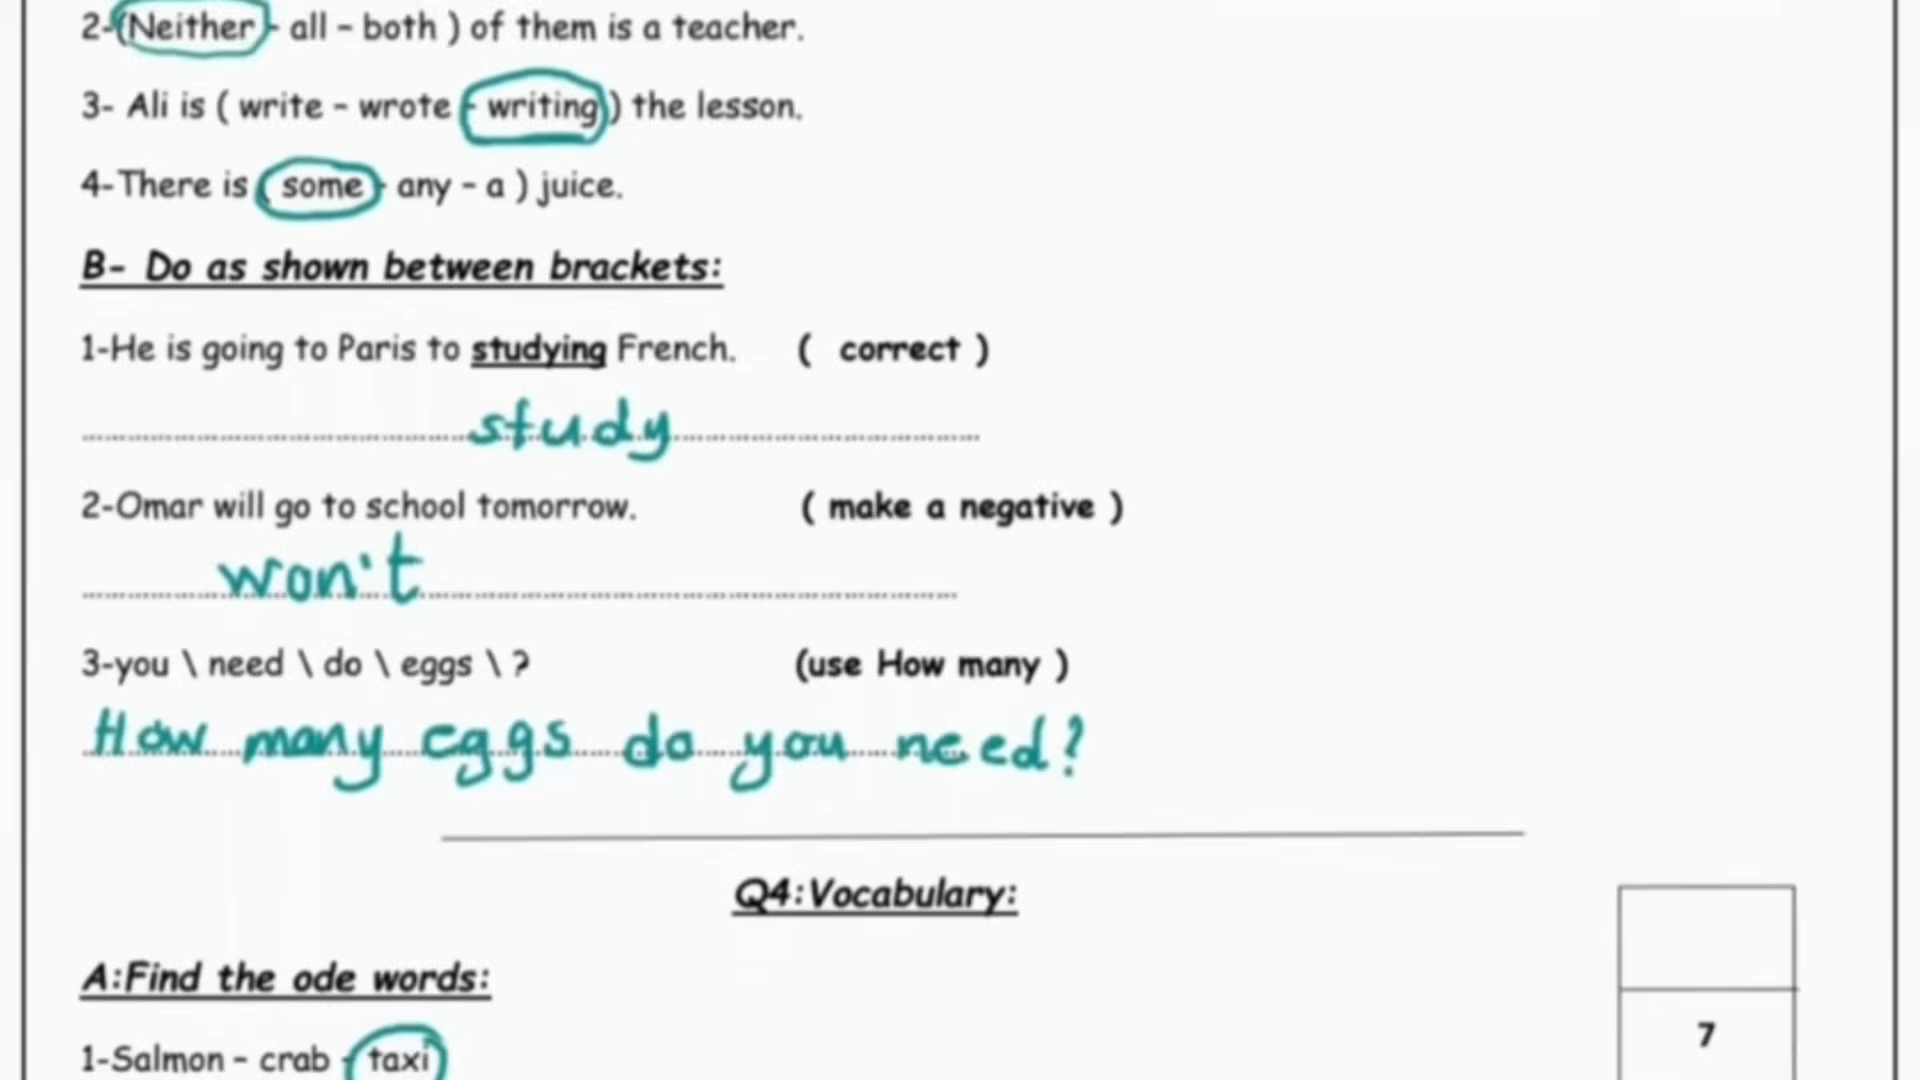 2-(Neither - all - both ) of them is a teacher.
3- Ali is ( write - wrote - writing ) the lesson.
4-There is ( some - any - a ) juice.
B- Do as shown between brackets:
1-He is going to Paris to studying French. ( correct )
study
2-Omar will go to school tomorrow. ( make a negative )
won't
3-you \ need \ do \ eggs \ ? (use How many )
How many eggs do you need?
Q4:Vocabulary:
A:Find the ode words:
7
1-Salmon - crab - taxi